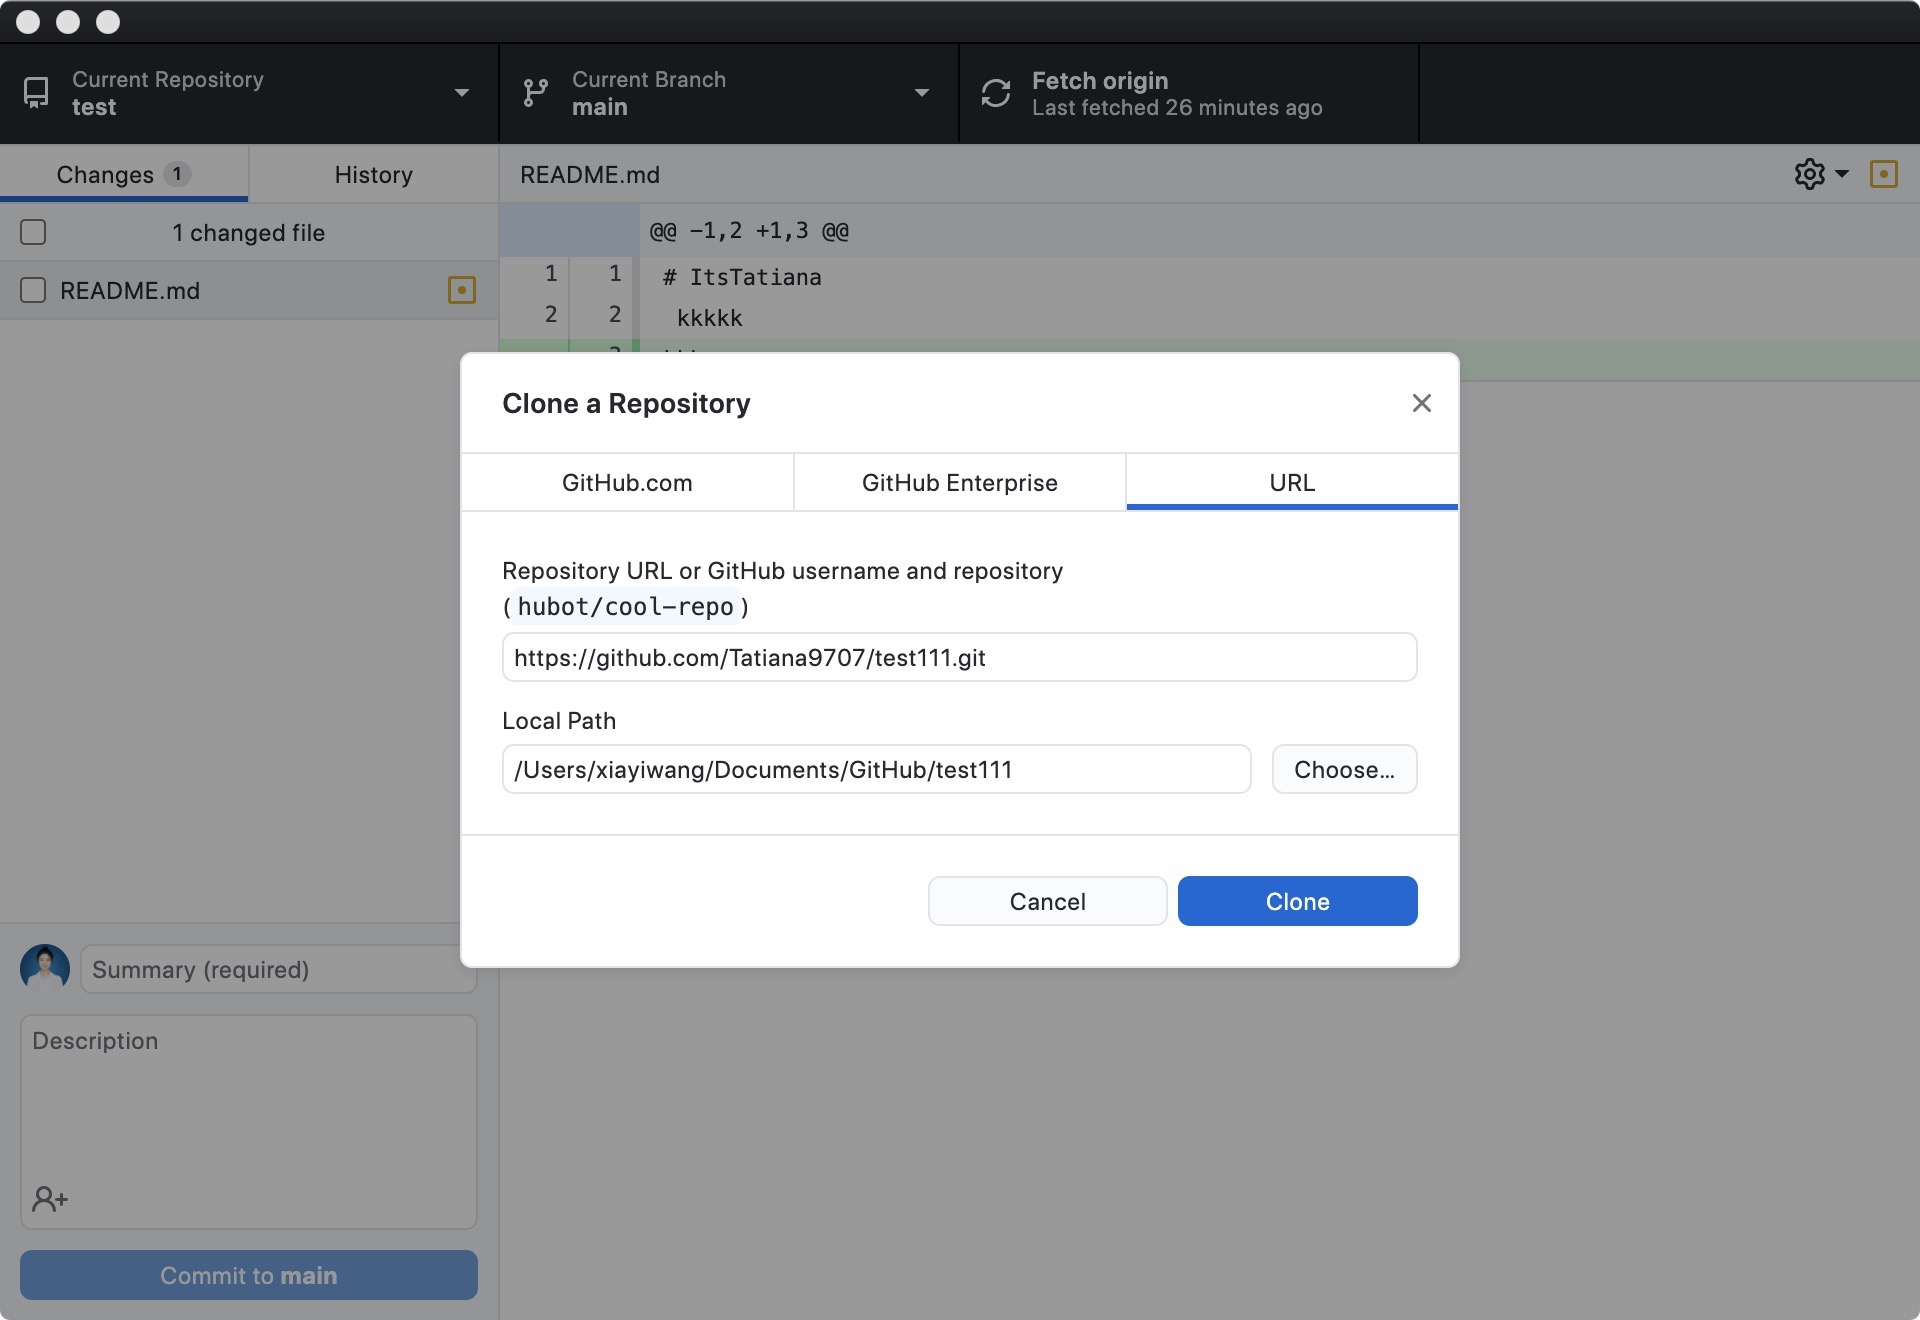 Current Repository
test
Current Branch
main
Fetch origin
Last fetched 26 minutes ago
Changes 1
History
README.md
1 changed file
README.md
@@ -1,2 +1,3 @@
1 1 # ItsTatiana
2 2 kkkkk
Clone a Repository
GitHub.com
GitHub Enterprise
URL
Repository URL or GitHub username and repository
(hubot/cool-repo)
https://github.com/Tatiana9707/test111.git
Local Path
/Users/xiayiwang/Documents/GitHub/test111
Choose...
Cancel
Clone
Summary (required)
Description
Commit to main